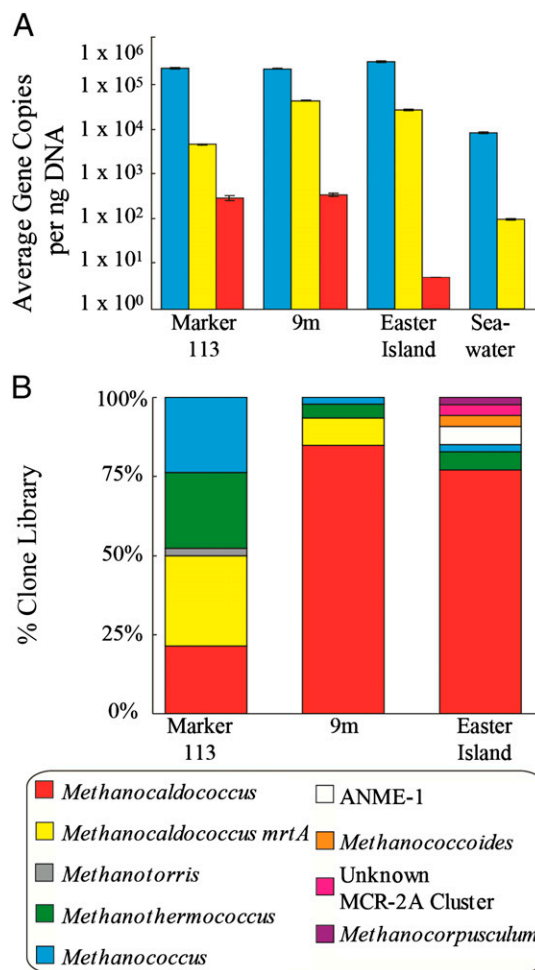 A
Average Gene Copies
per ng DNA
1 x 10⁶
1 x 10⁵
1 x 10⁴
1 x 10³
1 x 10²
1 x 10¹
1 x 10⁰
Marker
113
9m
Easter
Island
Sea-
water
B
% Clone Library
100%
75%
50%
25%
0%
Marker
113
9m
Easter
Island
Methanocaldococcus
Methanocaldococcus mrtA
Methanotorris
Methanothermococcus
Methanococcus
ANME-1
Methanococcoides
Unknown
MCR-2A Cluster
Methanocorpusculum